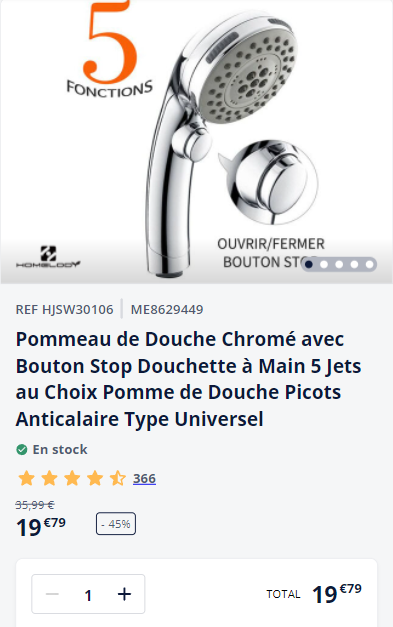 5
FONCTIONS
HOMELODY
OUVRIR/FERMER
BOUTON STOP
REF HJSW30106 | ME8629449
Pommeau de Douche Chromé avec
Bouton Stop Douchette à Main 5 Jets
au Choix Pomme de Douche Picots
Anticalaire Type Universel
En stock
366
35,99 €
19€79
- 45%
− 1 +
TOTAL 19€79